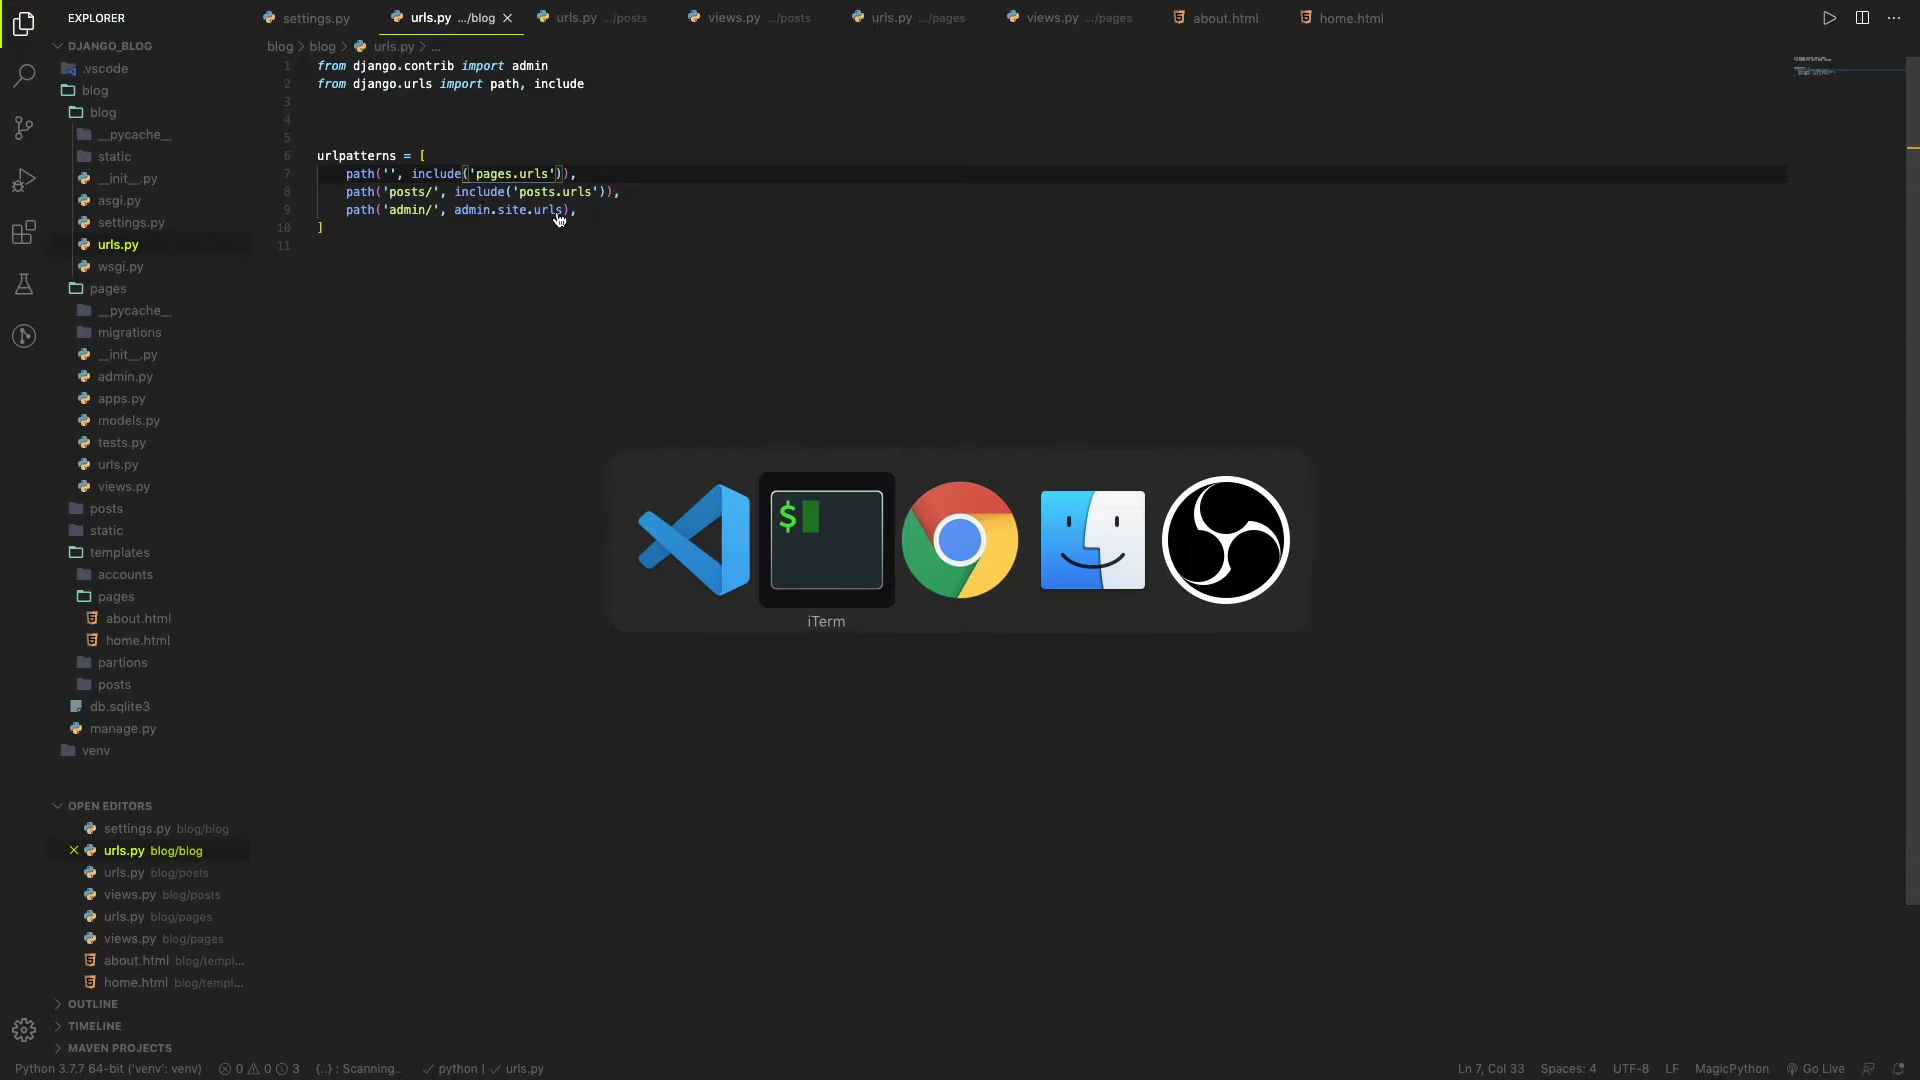 EXPLORER
DJANGO_BLOG
.vscode
blog
blog
__pycache__
static
__init__.py
asgi.py
settings.py
urls.py
wsgi.py
pages
__pycache__
migrations
__init__.py
admin.py
apps.py
models.py
tests.py
urls.py
views.py
posts
static
templates
accounts
pages
about.html
home.html
partions
posts
db.sqlite3
manage.py
venv
OPEN EDITORS
settings.py blog/blog
urls.py blog/blog
urls.py blog/posts
views.py blog/posts
urls.py blog/pages
views.py blog/pages
about.html blog/templ...
home.html blog/templ...
OUTLINE
TIMELINE
MAVEN PROJECTS
settings.py
urls.py .../blog
urls.py .../posts
views.py .../posts
urls.py .../pages
views.py .../pages
about.html
home.html
blog > blog > urls.py > ...
1 from django.contrib import admin
2 from django.urls import path, include
3
4
5
6 urlpatterns = [
7 path('', include('pages.urls')),
8 path('posts/', include('posts.urls')),
9 path('admin/', admin.site.urls),
10 ]
11
$
iTerm
Python 3.7.7 64-bit ('venv': venv) 0 0 3 {..} : Scanning.. python | urls.py Ln 7, Col 33 Spaces: 4 UTF-8 LF MagicPython Go Live